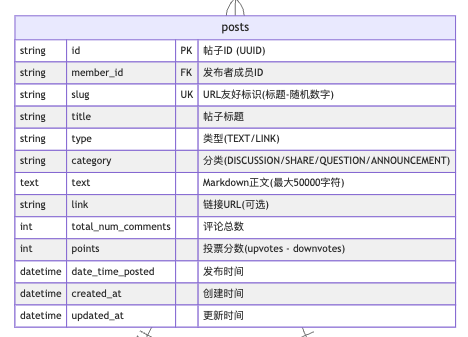 posts
string id PK 帖子ID (UUID)
string member_id FK 发布者成员ID
string slug UK URL友好标识(标题-随机数字)
string title 帖子标题
string type 类型(TEXT/LINK)
string category 分类(DISCUSSION/SHARE/QUESTION/ANNOUNCEMENT)
text text Markdown正文(最大50000字符)
string link 链接URL(可选)
int total_num_comments 评论总数
int points 投票分数(upvotes - downvotes)
datetime date_time_posted 发布时间
datetime created_at 创建时间
datetime updated_at 更新时间